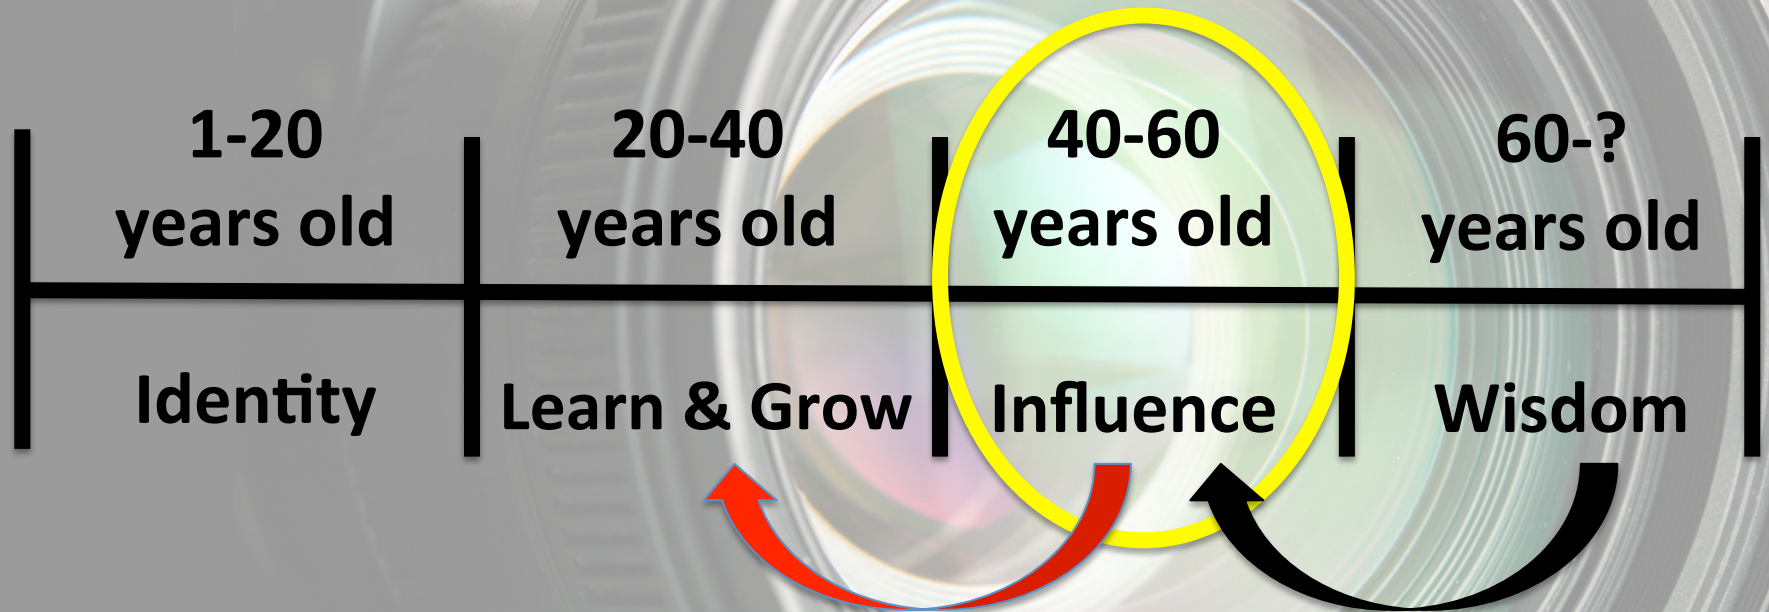 1-20
years old
20-40
years old
40-60
years old
60-?
years old
Identity
Learn & Grow
Influence
Wisdom